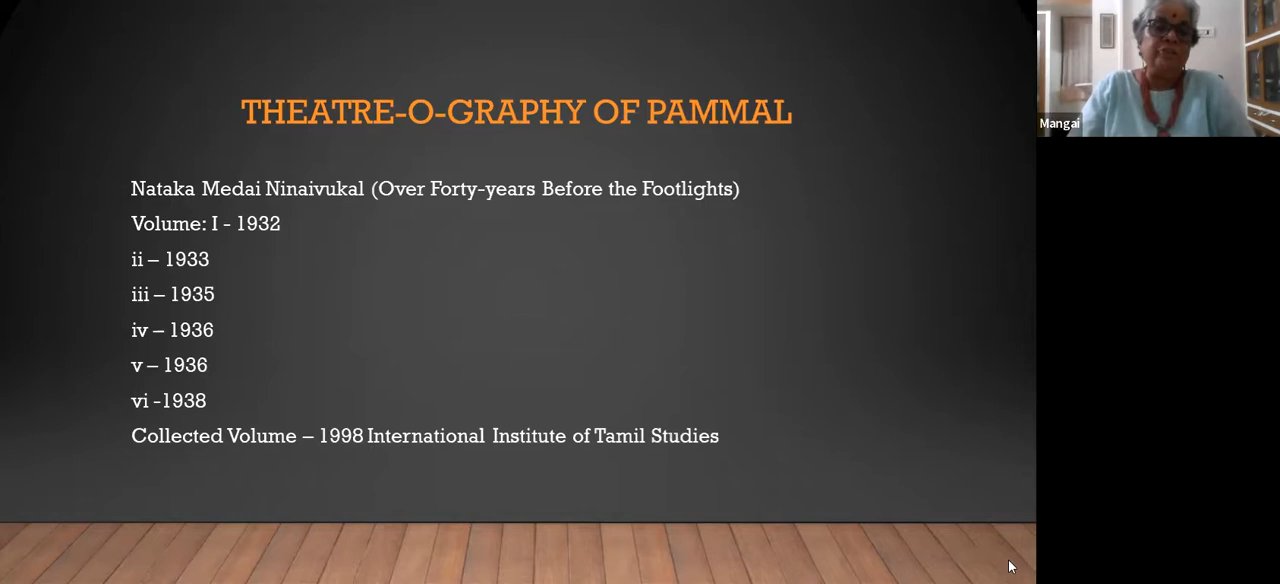 THEATRE-O-GRAPHY OF PAMMAL
Nataka Medai Ninaivukal (Over Forty-years Before the Footlights)
Volume: I - 1932
ii – 1933
iii – 1935
iv – 1936
v – 1936
vi -1938
Collected Volume – 1998 International Institute of Tamil Studies
Mangai